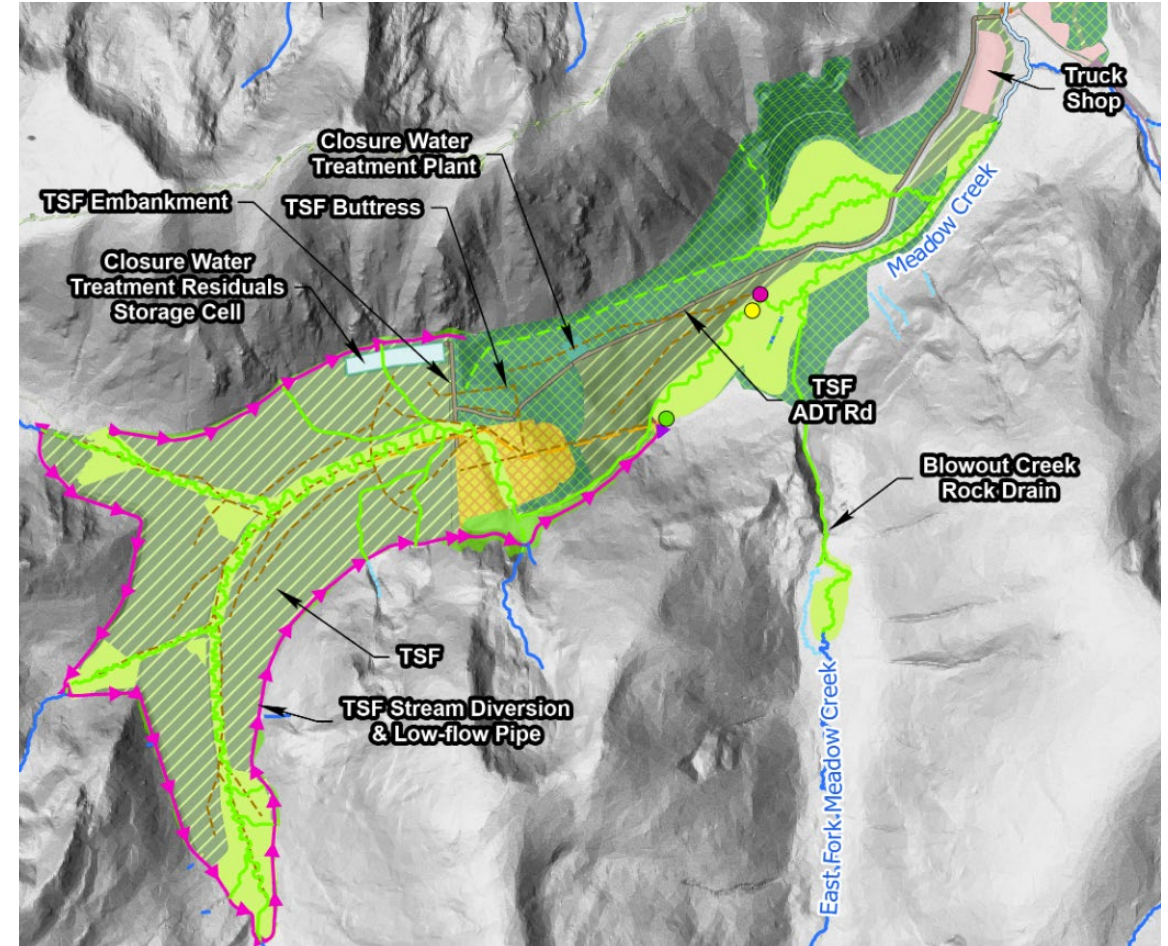 Truck
Shop
Closure Water
Treatment Plant
TSF Embankment
TSF Buttress
Meadow Creek
Closure Water
Treatment Residuals
Storage Cell
TSF
ADT Rd
Blowout Creek
Rock Drain
TSF
TSF Stream Diversion
& Low-flow Pipe
East Fork Meadow Creek